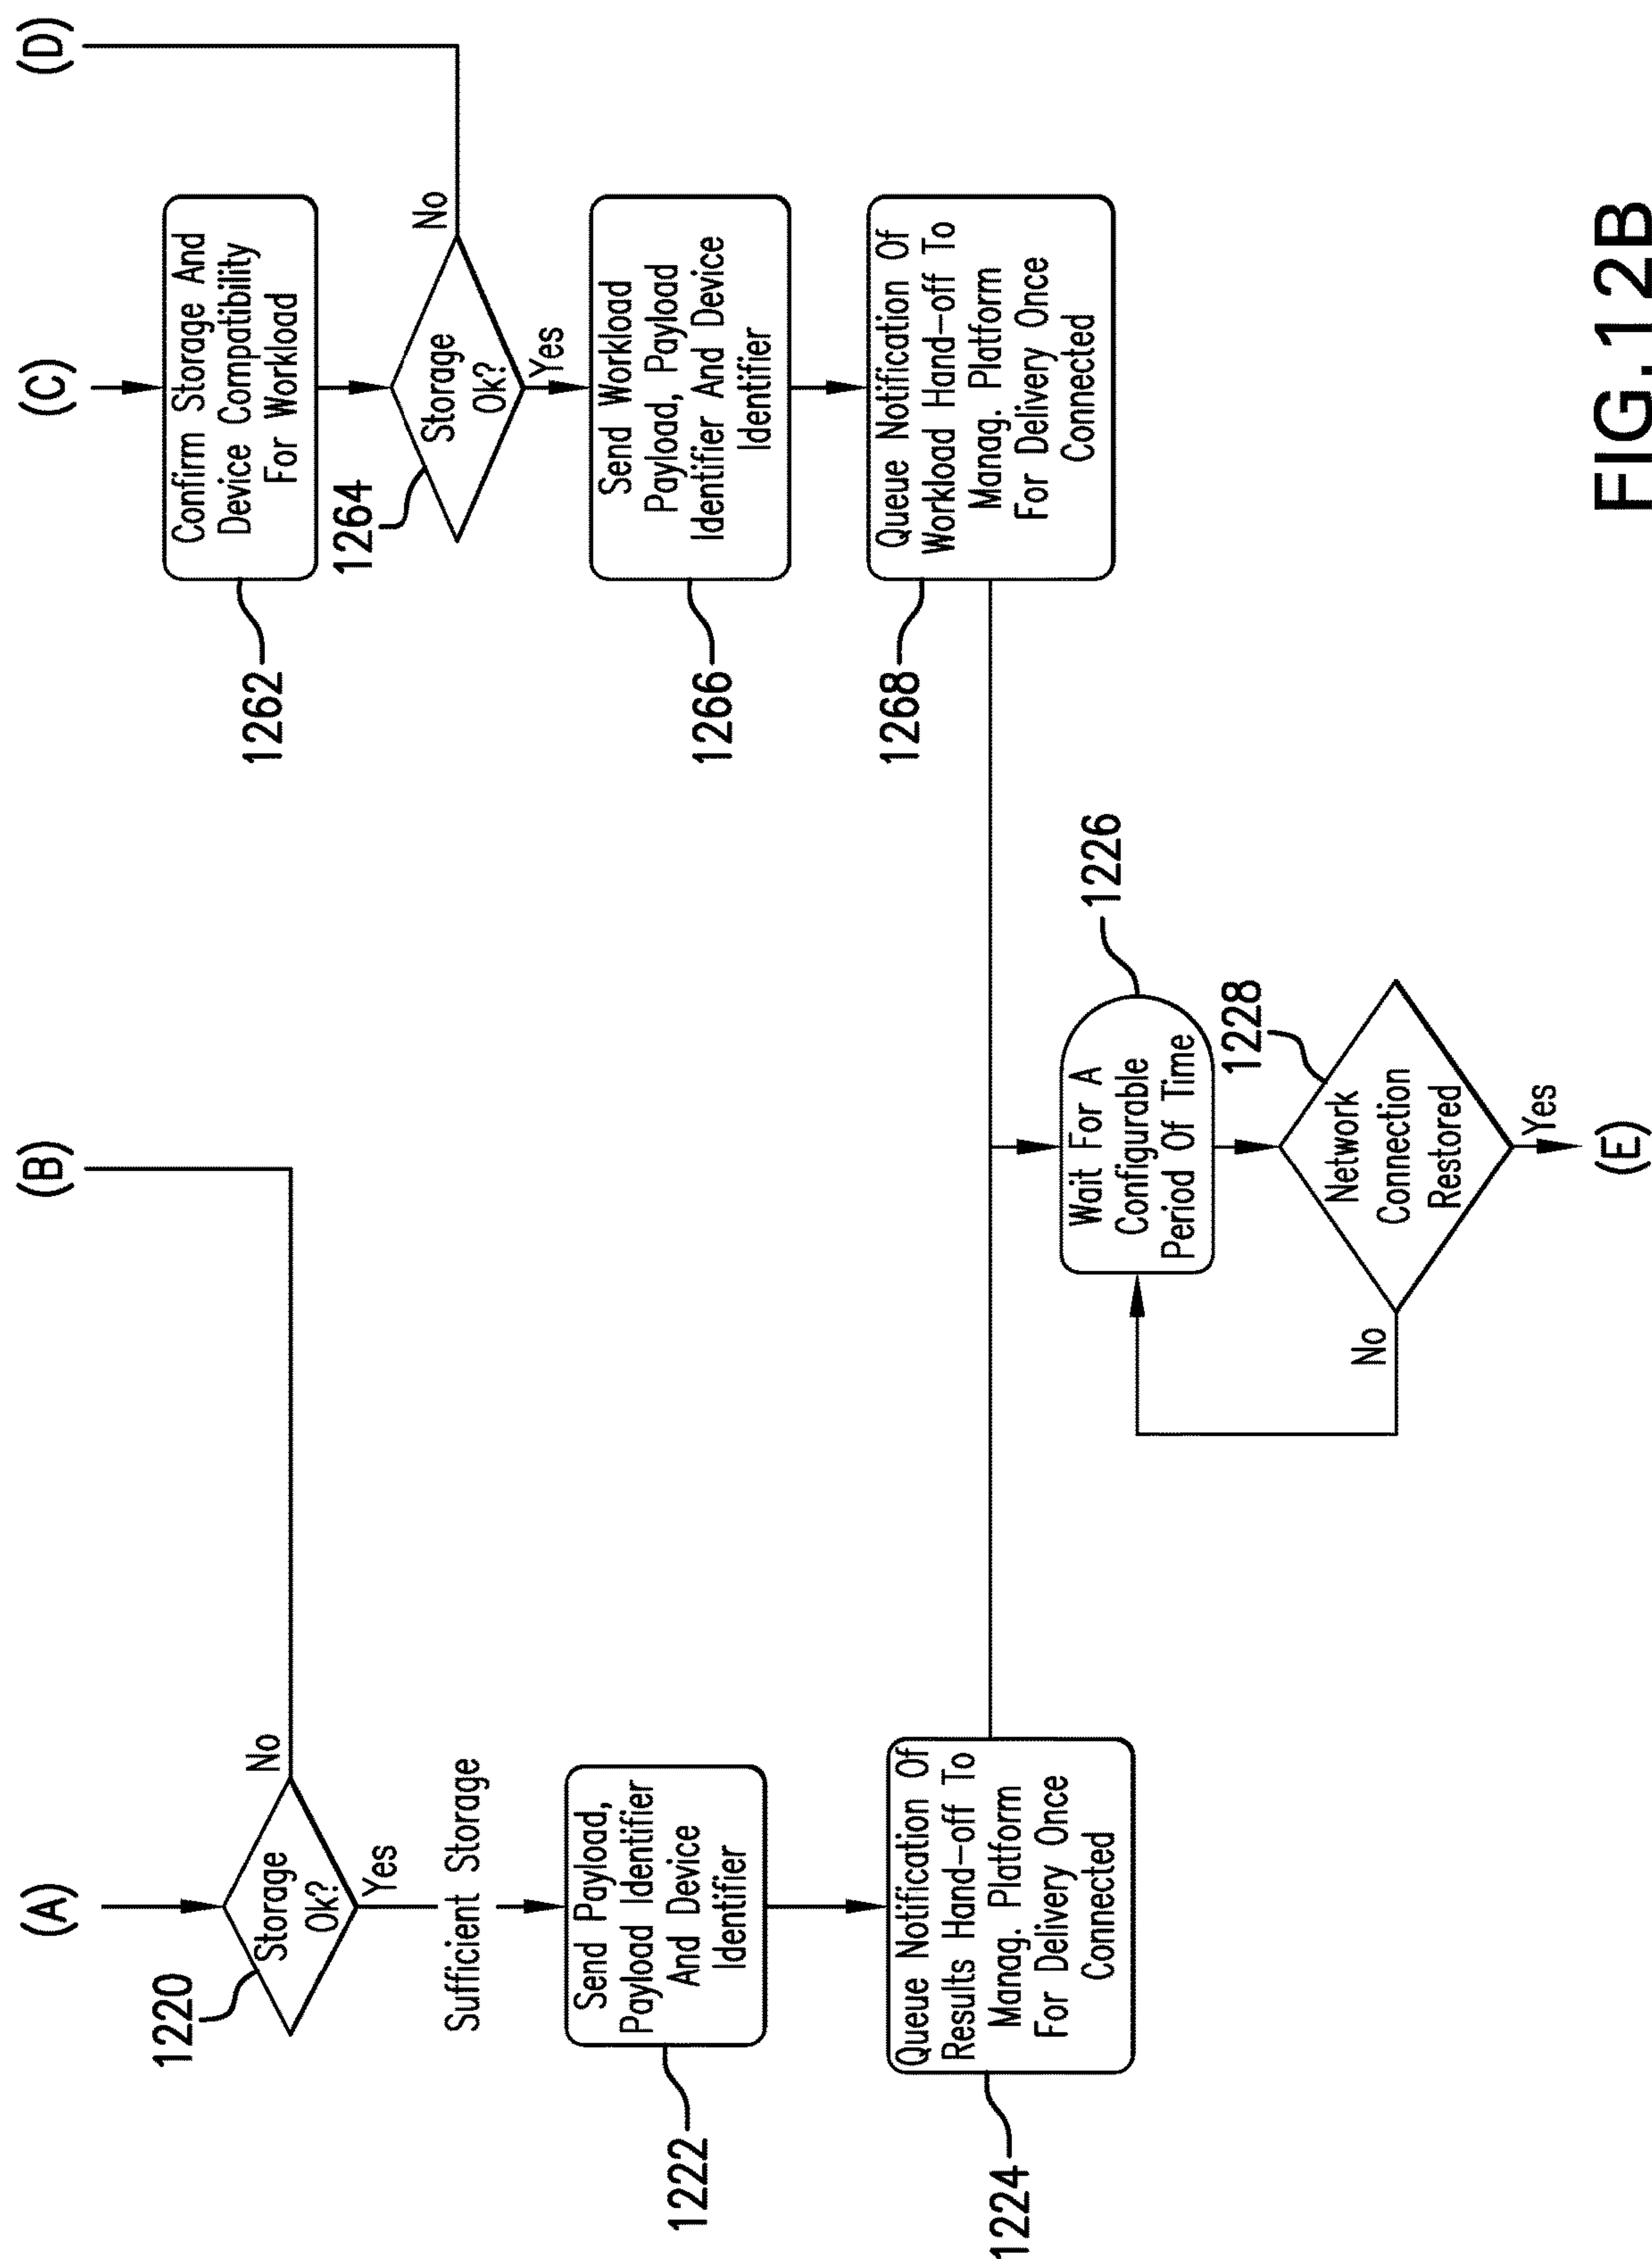 (A)
(B)
(C)
(D)
1220
Storage
Ok?
No
Yes
Sufficient Storage
1222
Send Payload,
Payload Identifier
And Device
Identifier
1224
Queue Notification Of
Results Hand-off To
Manag. Platform
For Delivery Once
Connected
1262
Confirm Storage And
Device Compatibility
For Workload
1264
Storage
Ok?
No
Yes
1266
Send Workload
Payload, Payload
Identifier And Device
Identifier
1268
Queue Notification Of
Workload Hand-off To
Manag. Platform
For Delivery Once
Connected
1226
Wait For A
Configurable
Period Of Time
1228
Network
Connection
Restored
No
Yes
(E)
FIG.12B